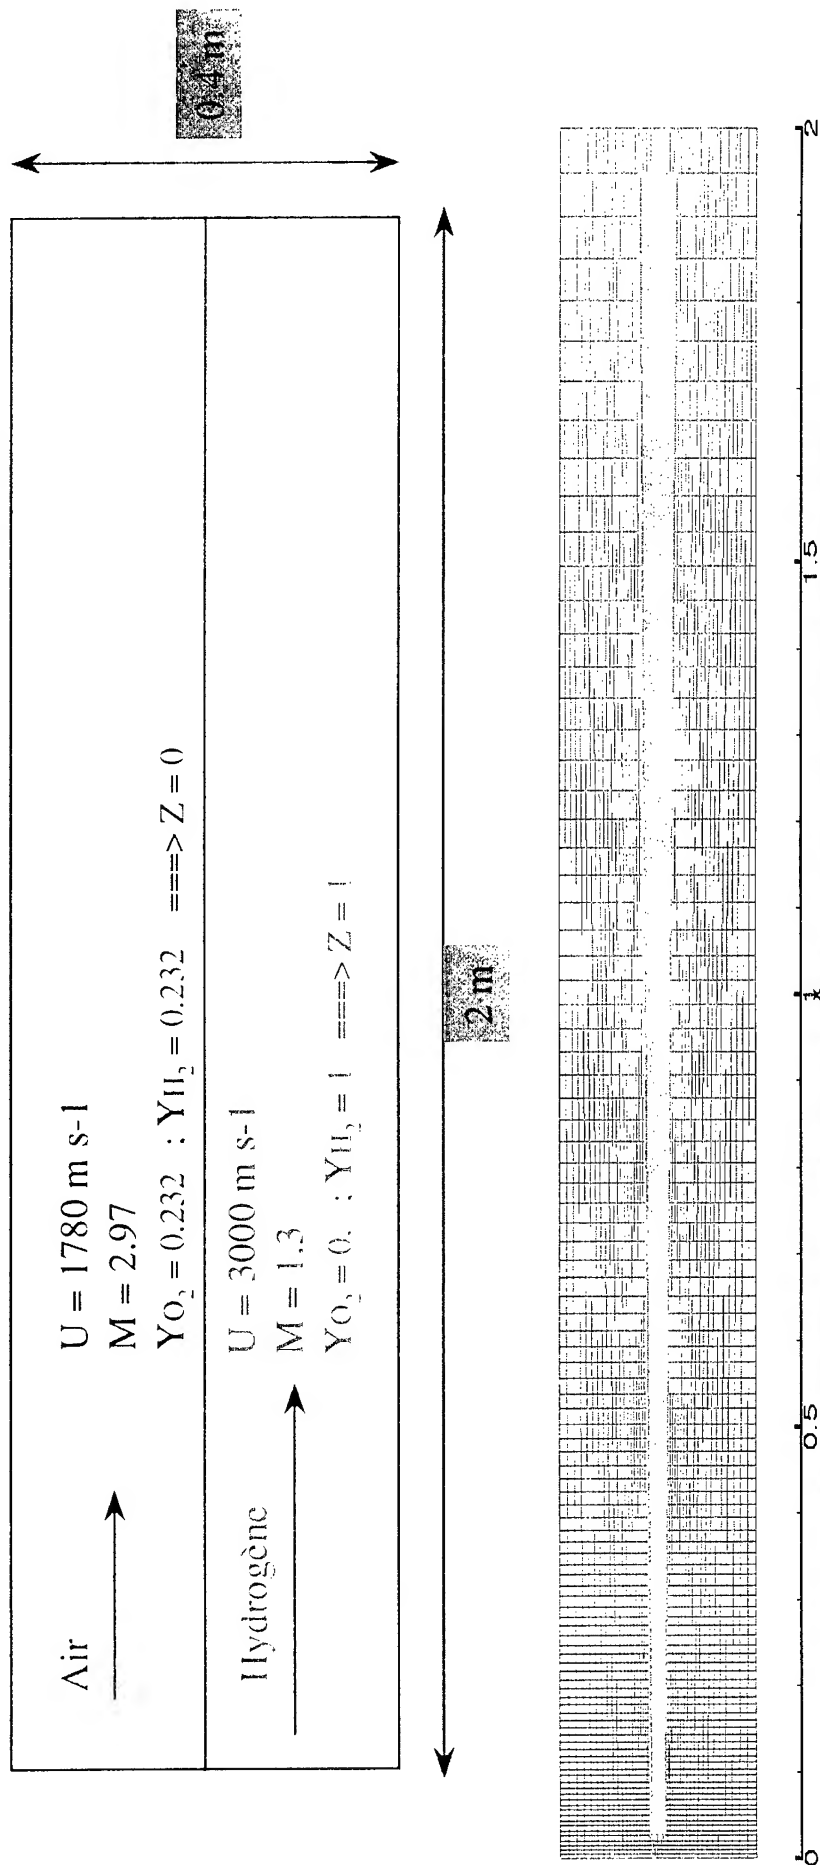 0.4 m
Air
U = 1780 m s-1
M = 2.97
YO₂ = 0.232 : YH₂ = 0.232 ===> Z = 0
Hydrogène
U = 3000 m s-1
M = 1.3
YO₂ = 0. : YH₂ = 1 ===> Z = 1
2 m
0 0.5 1 1.5 2
x